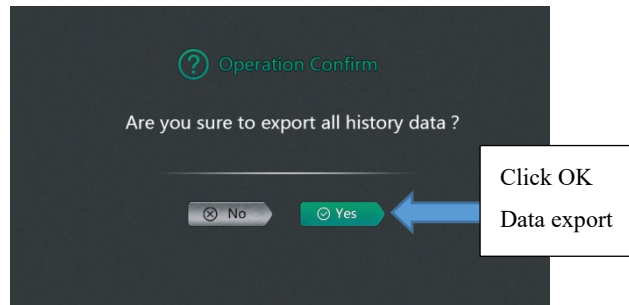 Operation Confirm
Are you sure to export all history data ?
No
Yes
Click OK
Data export